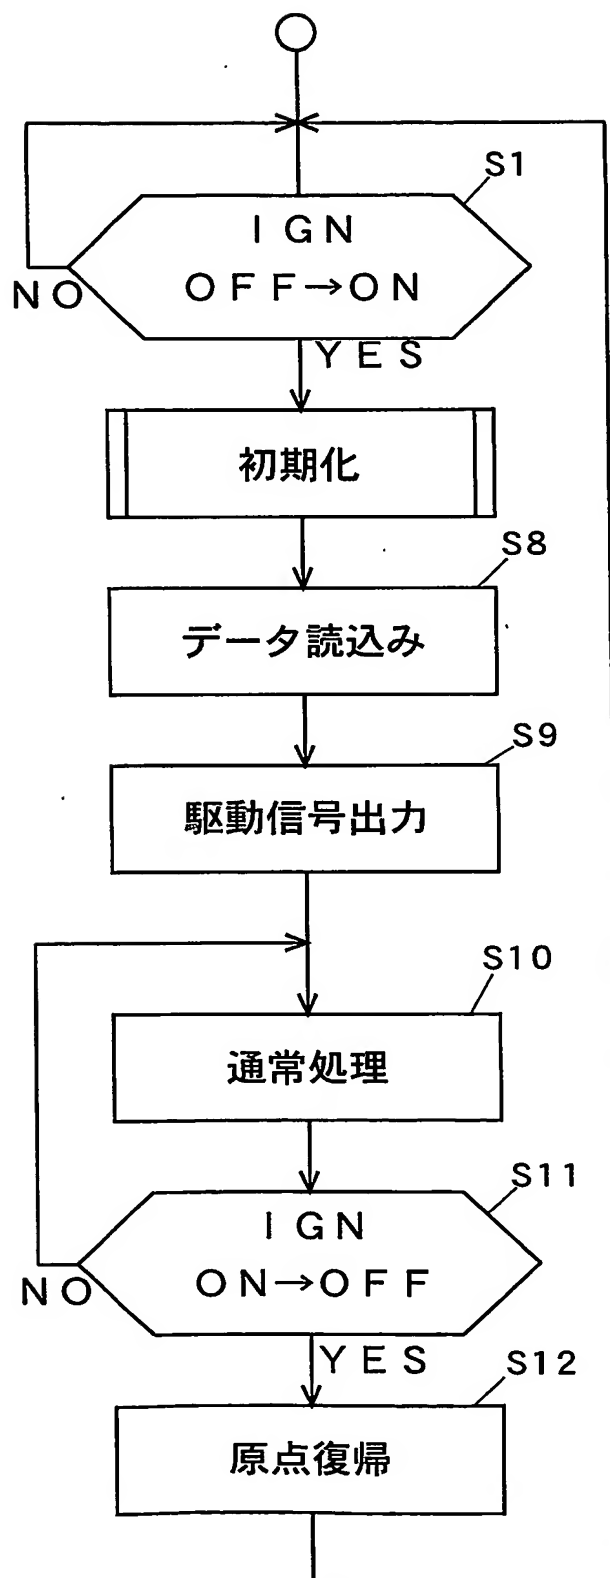 S1
IGN
OFF→ON
NO
YES
初期化
S8
データ読込み
S9
駆動信号出力
S10
通常処理
S11
IGN
ON→OFF
NO
YES
S12
原点復帰